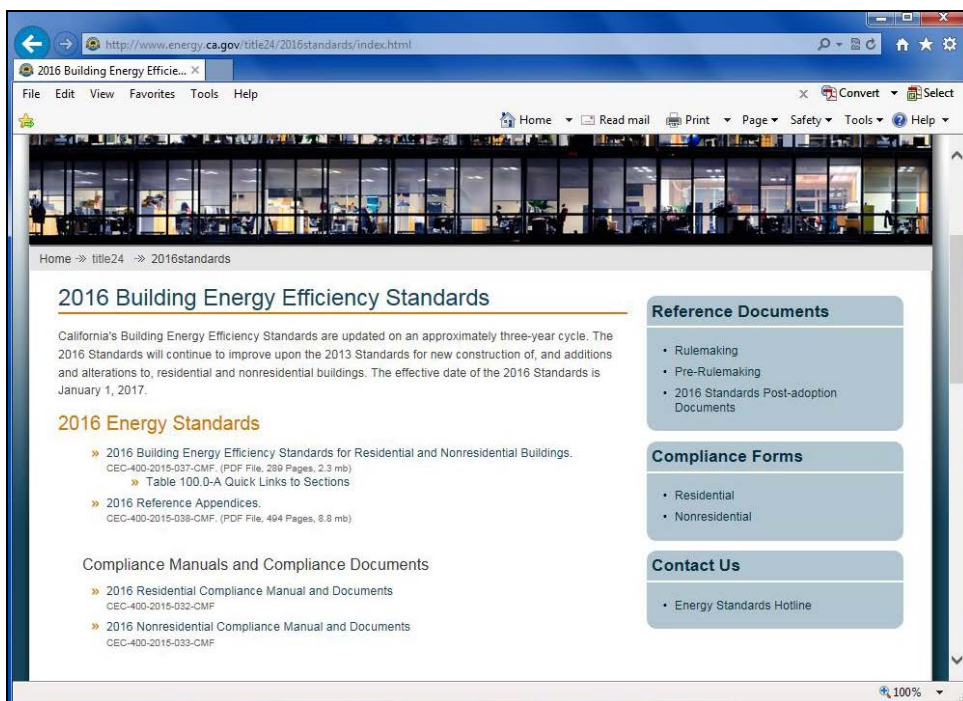 http://www.energy.ca.gov/title24/2016standards/index.html
2016 Building Energy Efficie...
File Edit View Favorites Tools Help
Convert Select
Home Read mail Print Page Safety Tools Help
Home title24 2016standards
2016 Building Energy Efficiency Standards
California's Building Energy Efficiency Standards are updated on an approximately three-year cycle. The
2016 Standards will continue to improve upon the 2013 Standards for new construction of, and additions
and alterations to, residential and nonresidential buildings. The effective date of the 2016 Standards is
January 1, 2017.
2016 Energy Standards
» 2016 Building Energy Efficiency Standards for Residential and Nonresidential Buildings.
CEC-400-2015-037-CMF. (PDF File, 289 Pages, 2.3 mb)
» Table 100.0-A Quick Links to Sections
» 2016 Reference Appendices.
CEC-400-2015-038-CMF. (PDF File, 494 Pages, 8.8 mb)
Compliance Manuals and Compliance Documents
» 2016 Residential Compliance Manual and Documents
CEC-400-2015-032-CMF
» 2016 Nonresidential Compliance Manual and Documents
CEC-400-2015-033-CMF
Reference Documents
• Rulemaking
• Pre-Rulemaking
• 2016 Standards Post-adoption
Documents
Compliance Forms
• Residential
• Nonresidential
Contact Us
• Energy Standards Hotline
100%